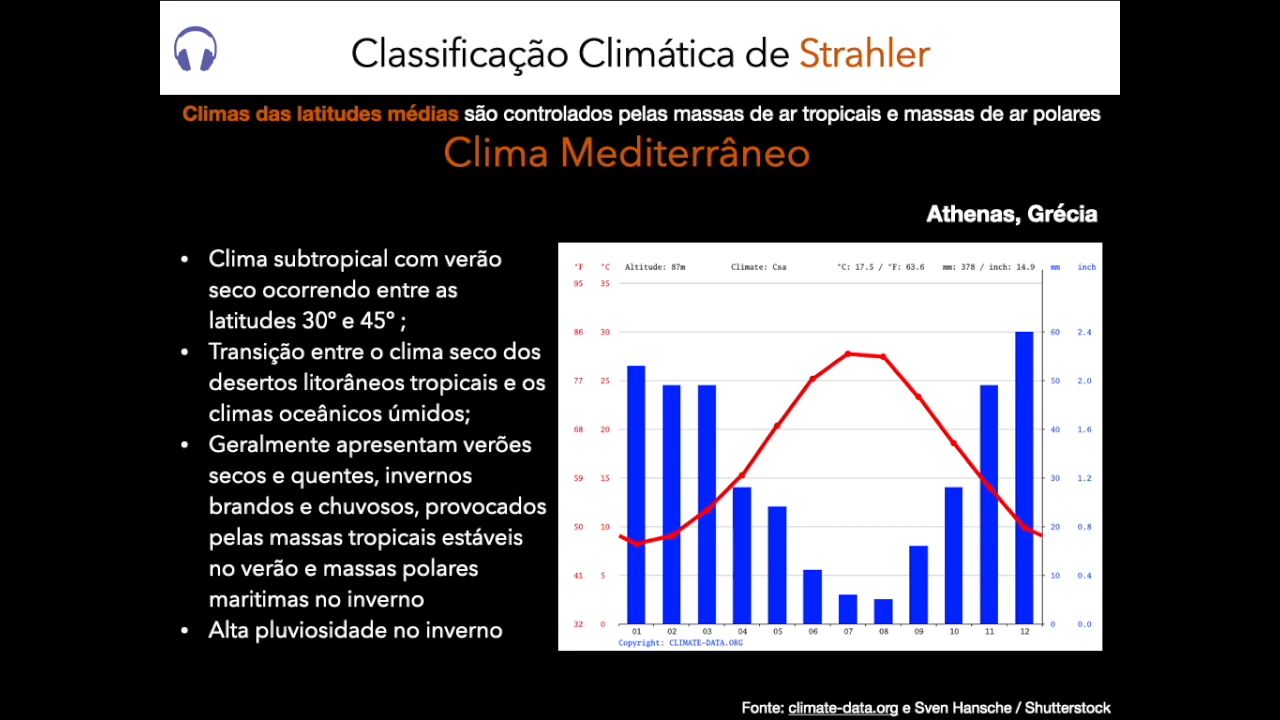 Classificação Climática de Strahler
Climas das latitudes médias são controlados pelas massas de ar tropicais e massas de ar polares
Clima Mediterrâneo
Athenas, Grécia
• Clima subtropical com verão
seco ocorrendo entre as
latitudes 30º e 45º ;
• Transição entre o clima seco dos
desertos litorâneos tropicais e os
climas oceânicos úmidos;
• Geralmente apresentam verões
secos e quentes, invernos
brandos e chuvosos, provocados
pelas massas tropicais estáveis
no verão e massas polares
maritimas no inverno
• Alta pluviosidade no inverno
°F °C Altitude: 87m Climate: Csa °C: 17.5 / °F: 63.6 mm: 378 / inch: 14.9 mm inch
95 35
86 30 60 2.4
77 25 50 2.0
68 20 40 1.6
59 15 30 1.2
50 10 20 0.8
41 5 10 0.4
32 0 0 0.0
01 02 03 04 05 06 07 08 09 10 11 12
Copyright: CLIMATE-DATA.ORG
Fonte: climate-data.org e Sven Hansche / Shutterstock